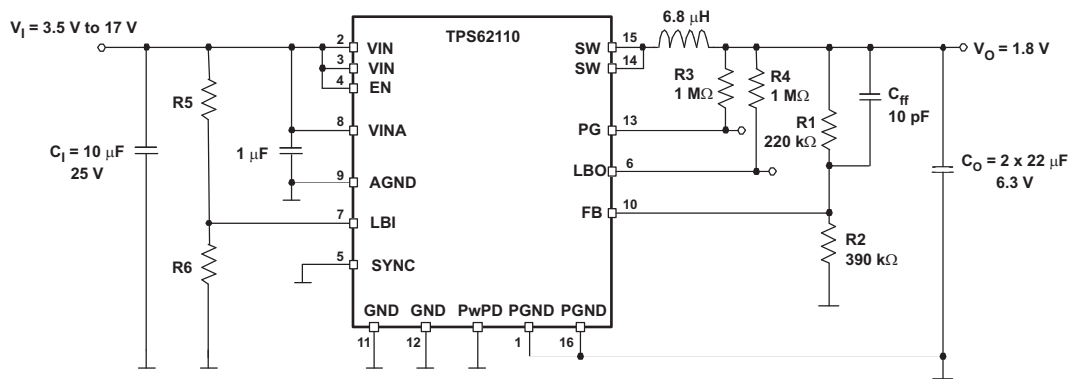 V_I = 3.5 V to 17 V
TPS62110
6.8 μH
V_O = 1.8 V
2
VIN
3
VIN
4
EN
15
SW
14
SW
R3
1 MΩ
R4
1 MΩ
C_ff
10 pF
R5
8
VINA
13
PG
R1
220 kΩ
C_I = 10 μF
25 V
1 μF
9
AGND
6
LBO
C_O = 2 x 22 μF
6.3 V
7
LBI
10
FB
R6
5
SYNC
R2
390 kΩ
GND
GND
PwPD
PGND
PGND
11
12
1
16